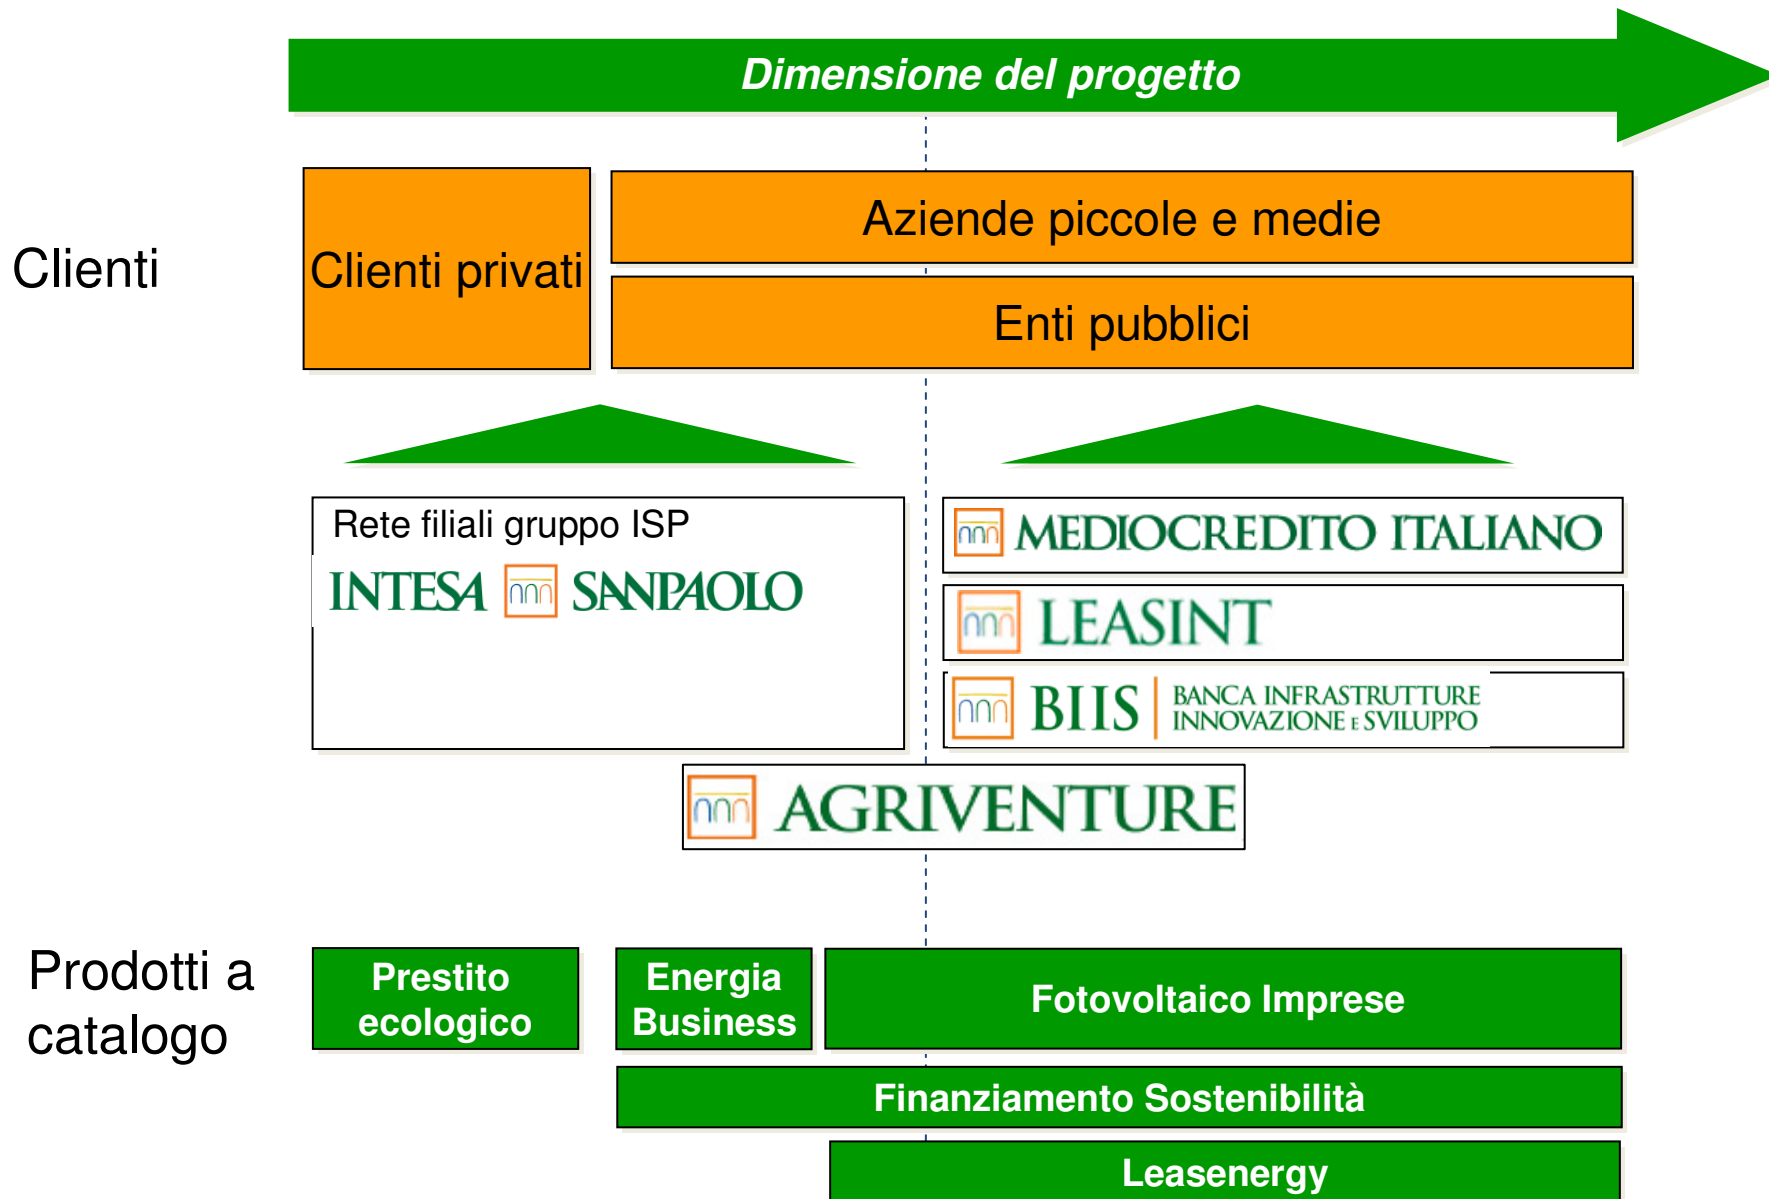 Dimensione del progetto
Clienti
Clienti privati
Aziende piccole e medie
Enti pubblici
Rete filiali gruppo ISP
INTESA SANPAOLO
MEDIOCREDITO ITALIANO
LEASINT
BIIS BANCA INFRASTRUTTURE
INNOVAZIONE E SVILUPPO
AGRIVENTURE
Prodotti a
catalogo
Prestito
ecologico
Energia
Business
Fotovoltaico Imprese
Finanziamento Sostenibilità
Leasenergy